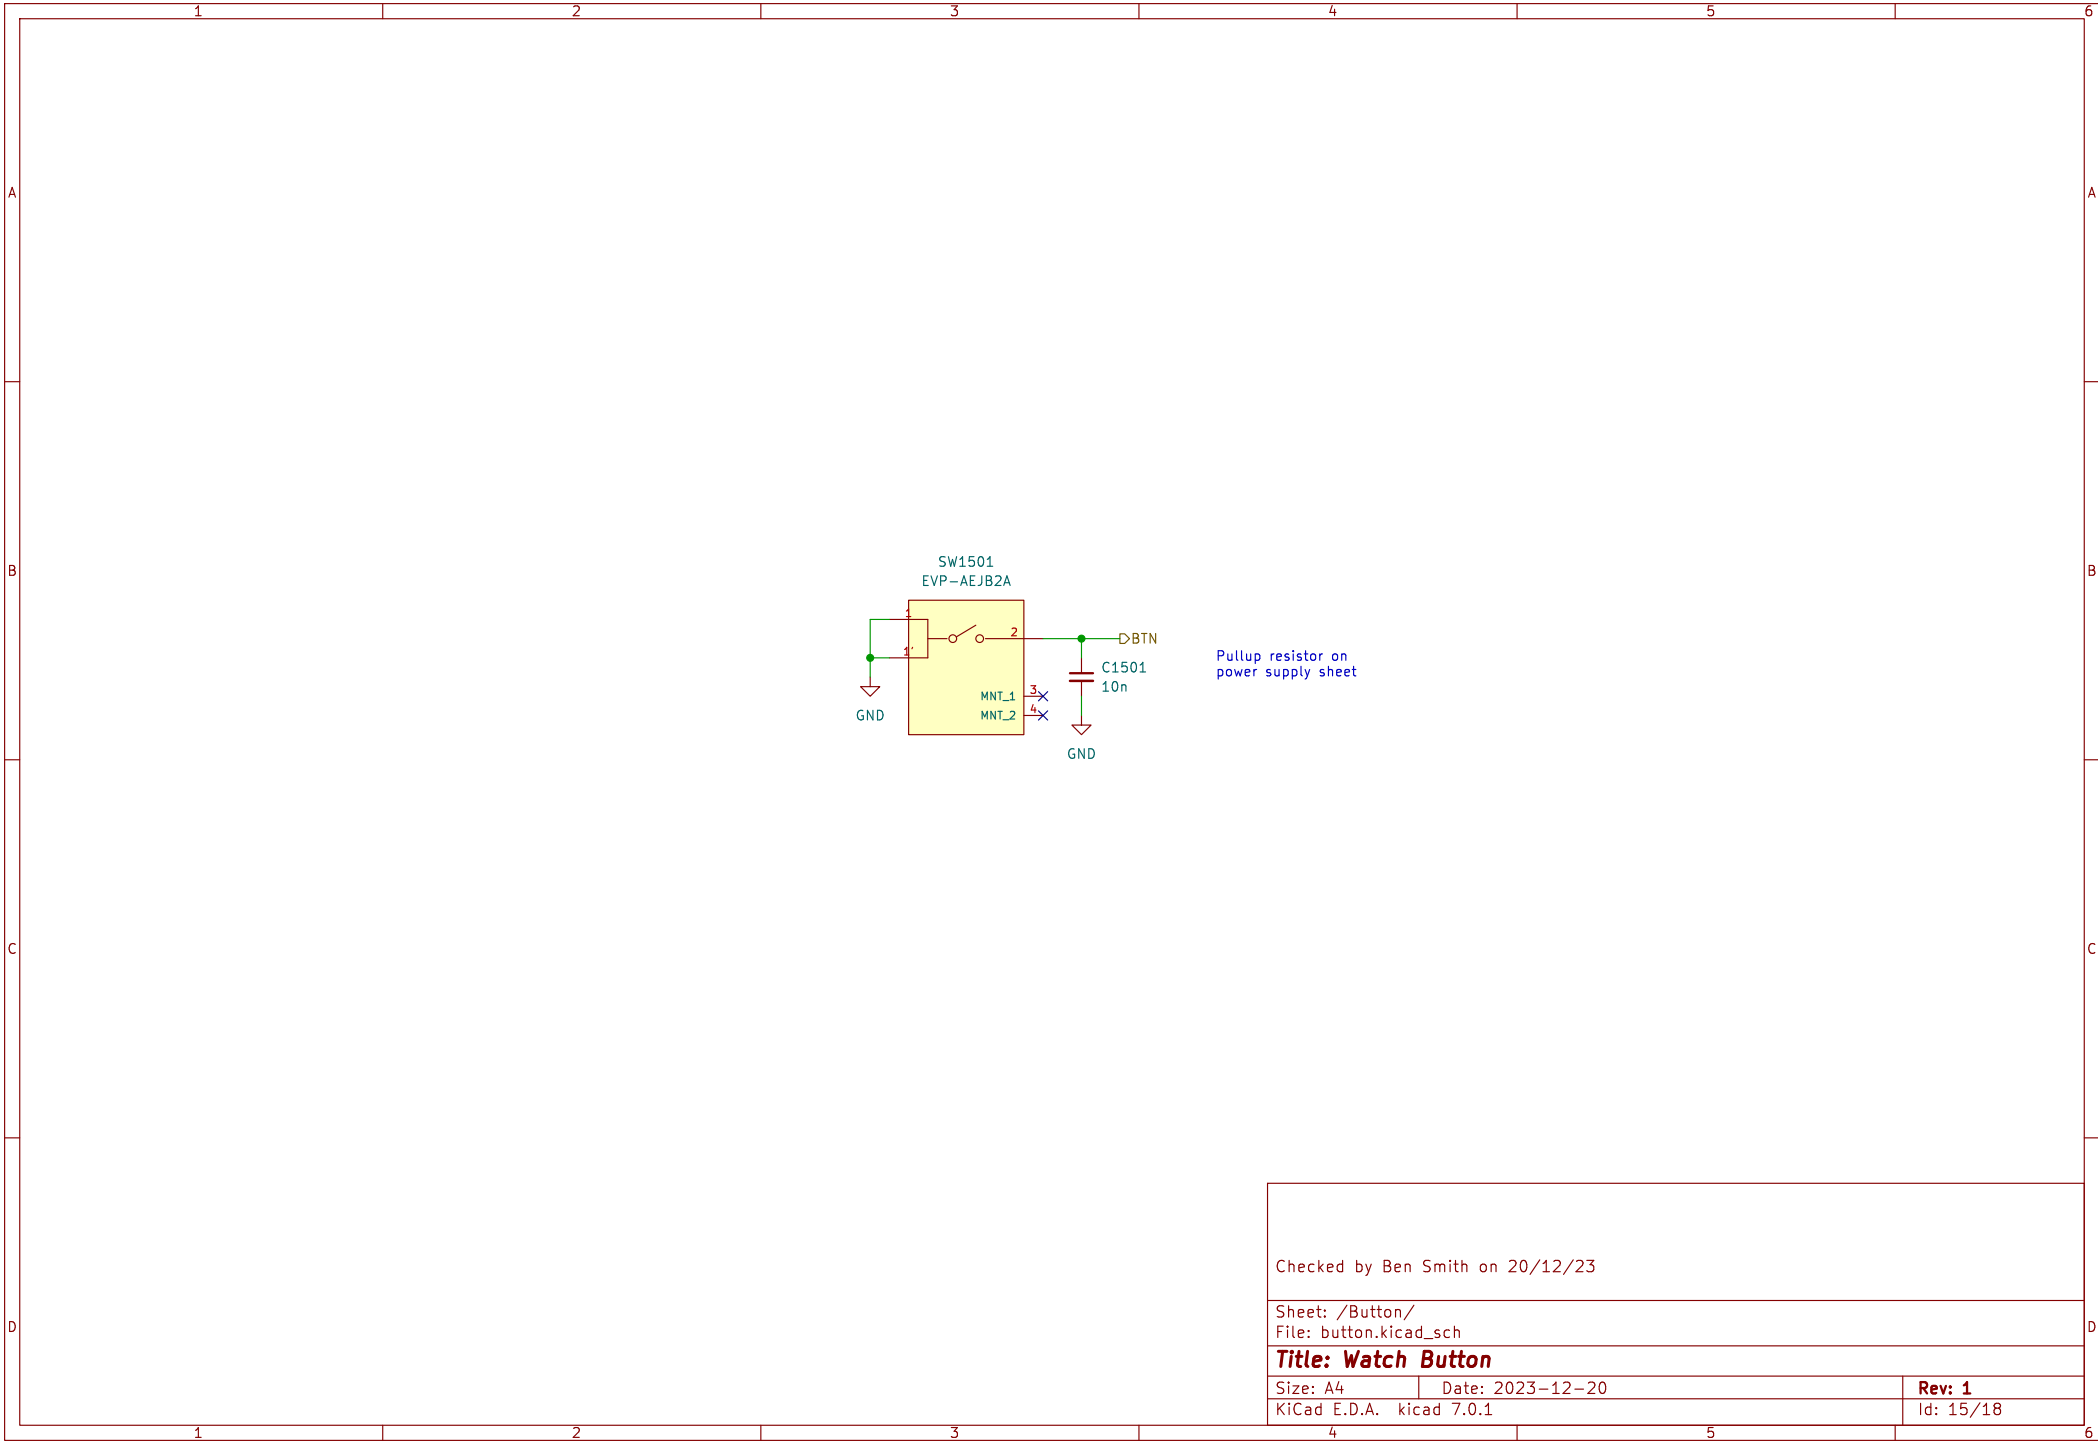 1 2 3 4 5 6
A A
B B
SW1501
EVP-AEJB2A
1
2
BTN
1'
Pullup resistor on
power supply sheet
C1501
10n
MNT_1 3
MNT_2 4
GND
GND
C C
Checked by Ben Smith on 20/12/23
Sheet: /Button/
File: button.kicad_sch
D D
Title: Watch Button
Size: A4 Date: 2023-12-20 Rev: 1
KiCad E.D.A. kicad 7.0.1 Id: 15/18
1 2 3 4 5 6